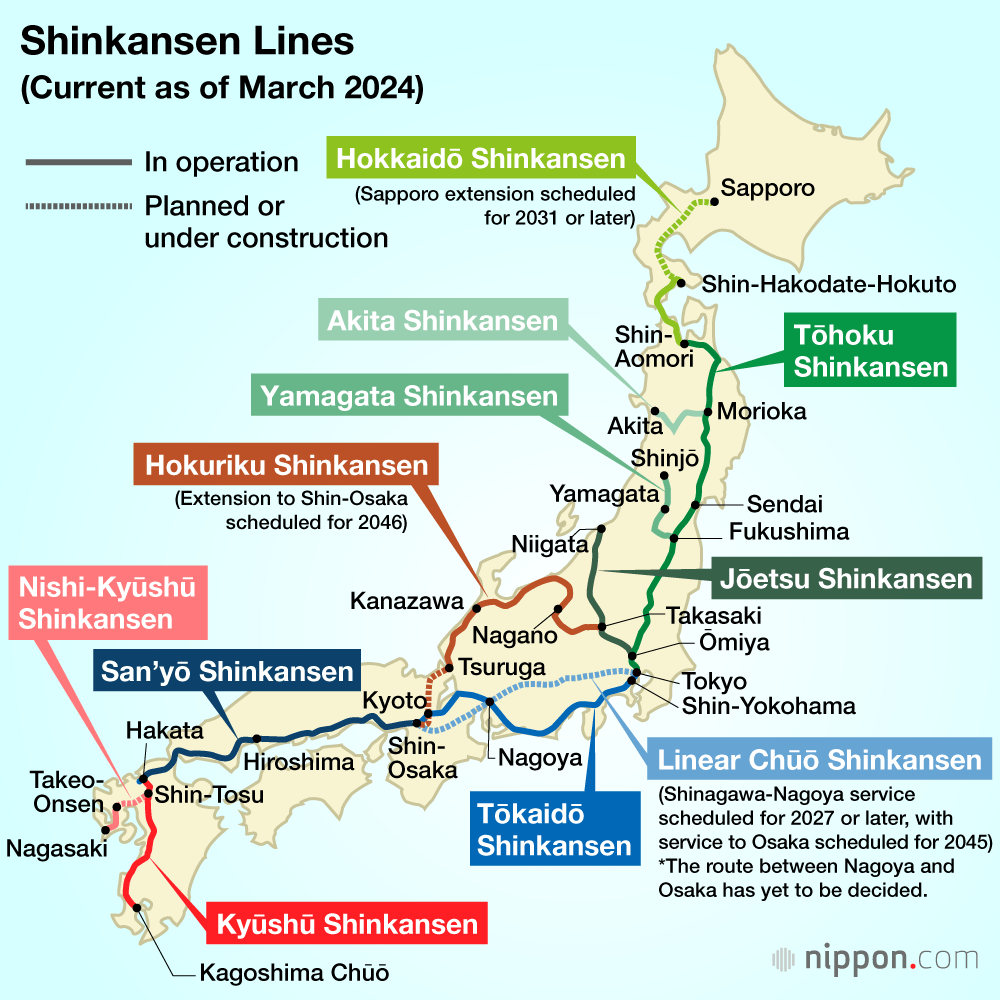 Shinkansen Lines
(Current as of March 2024)
In operation
Planned or
under construction
Hokkaidō Shinkansen
(Sapporo extension scheduled
for 2031 or later)
Sapporo
Shin-Hakodate-Hokuto
Akita Shinkansen
Shin-
Aomori
Tōhoku
Shinkansen
Yamagata Shinkansen
Akita
Morioka
Hokuriku Shinkansen
(Extension to Shin-Osaka
scheduled for 2046)
Shinjō
Yamagata
Sendai
Fukushima
Niigata
Jōetsu Shinkansen
Nishi-Kyūshū
Shinkansen
Kanazawa
Nagano
Takasaki
Ōmiya
San’yō Shinkansen
Tsuruga
Tokyo
Shin-Yokohama
Kyoto
Hakata
Hiroshima
Shin-
Osaka
Nagoya
Linear Chūō Shinkansen
(Shinagawa-Nagoya service
scheduled for 2027 or later, with
service to Osaka scheduled for 2045)
*The route between Nagoya and
Osaka has yet to be decided.
Takeo-
Onsen
Shin-Tosu
Tōkaidō
Shinkansen
Nagasaki
Kyūshū Shinkansen
Kagoshima Chūō
nippon.com